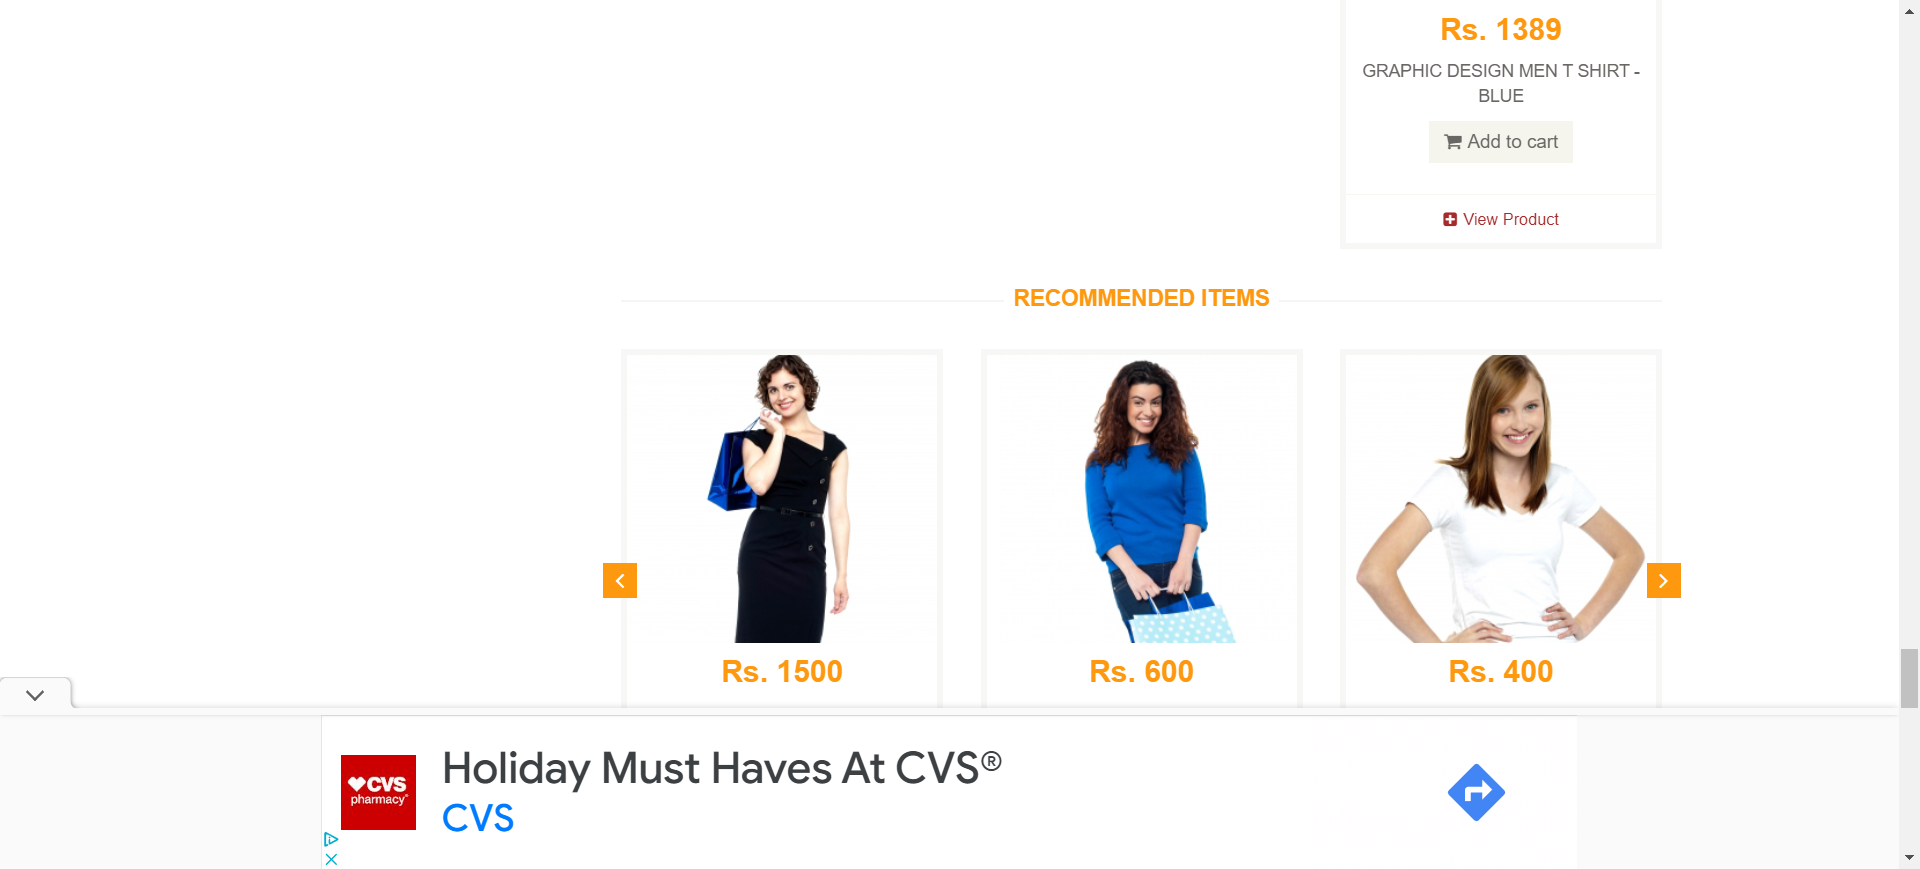 Rs. 1389
GRAPHIC DESIGN MEN T SHIRT -
BLUE
Add to cart
View Product
RECOMMENDED ITEMS
Rs. 1500
Rs. 600
Rs. 400
Holiday Must Haves At CVS®
CVS
CVS
pharmacy®